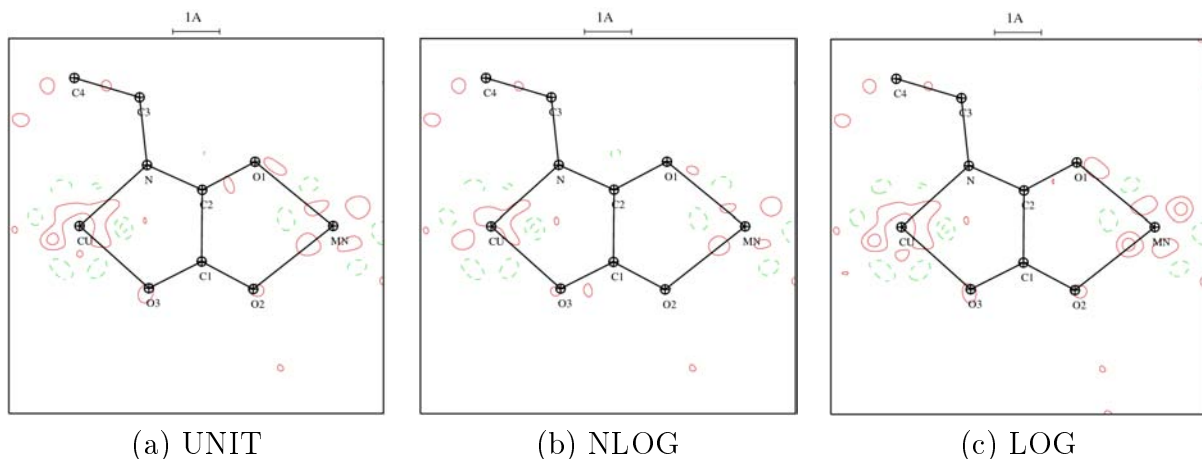 1A 1A 1A
C4 C4 C4
C3 C3 C3
N O1 N O1 N O1
C2 C2 C2
CU MN CU MN CU MN
C1 C1 C1
O3 O2 O3 O2 O3 O2
(a) UNIT (b) NLOG (c) LOG